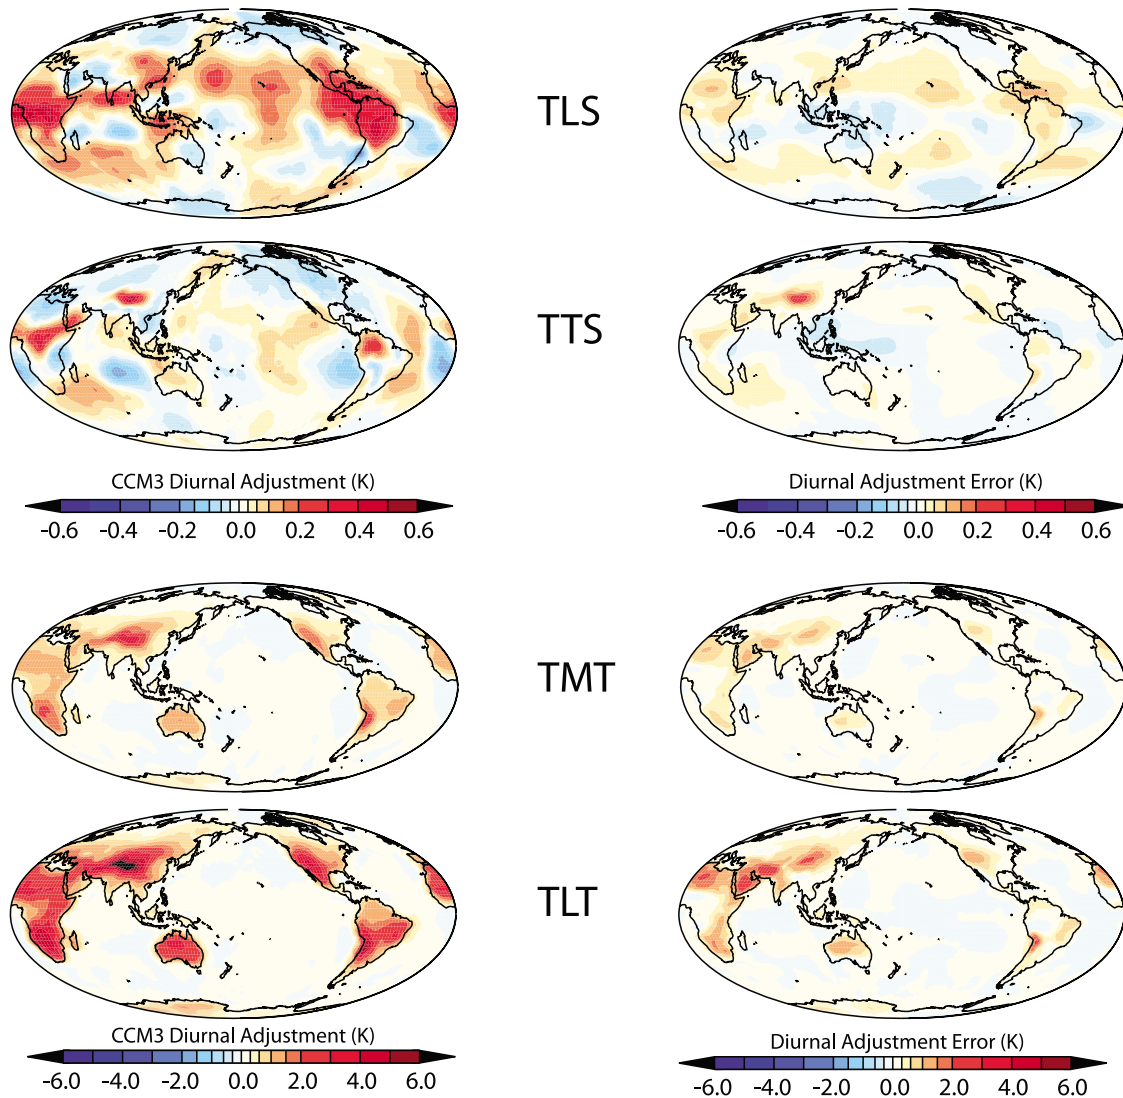 TLS
TTS
CCM3 Diurnal Adjustment (K)
-0.6 -0.4 -0.2 0.0 0.2 0.4 0.6
Diurnal Adjustment Error (K)
-0.6 -0.4 -0.2 0.0 0.2 0.4 0.6
TMT
TLT
CCM3 Diurnal Adjustment (K)
-6.0 -4.0 -2.0 0.0 2.0 4.0 6.0
Diurnal Adjustment Error (K)
-6.0 -4.0 -2.0 0.0 2.0 4.0 6.0